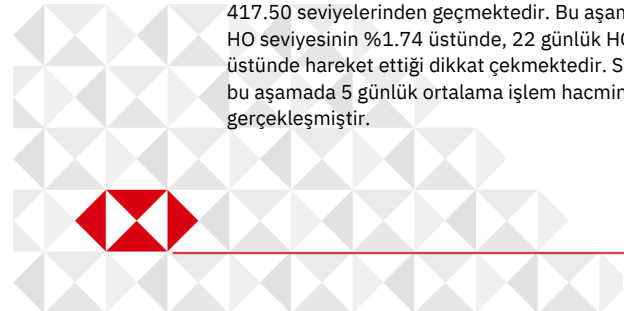 417.50 seviyelerinden geçmektedir. Bu aşan
HO seviyesinin %1.74 üstünde, 22 günlük HO
üstünde hareket ettiği dikkat çekmektedir. S
bu aşamada 5 günlük ortalama işlem hacmin
gerçekleşmiştir.